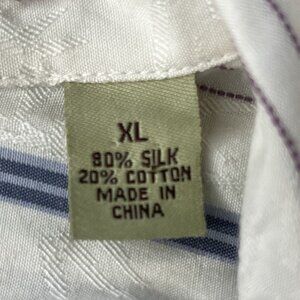 XL
80% SILK
20% COTTON
MADE IN
CHINA